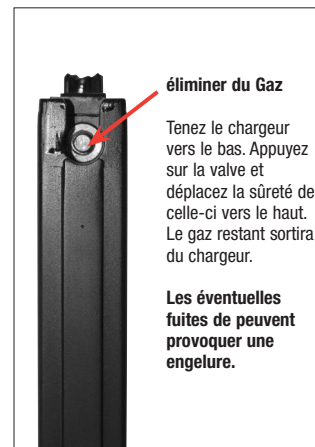 éliminer du Gaz
Tenez le chargeur
vers le bas. Appuyez
sur la valve et
déplacez la sûreté de
celle-ci vers le haut.
Le gaz restant sortira
du chargeur.
Les éventuelles
fuites de peuvent
provoquer une
engelure.